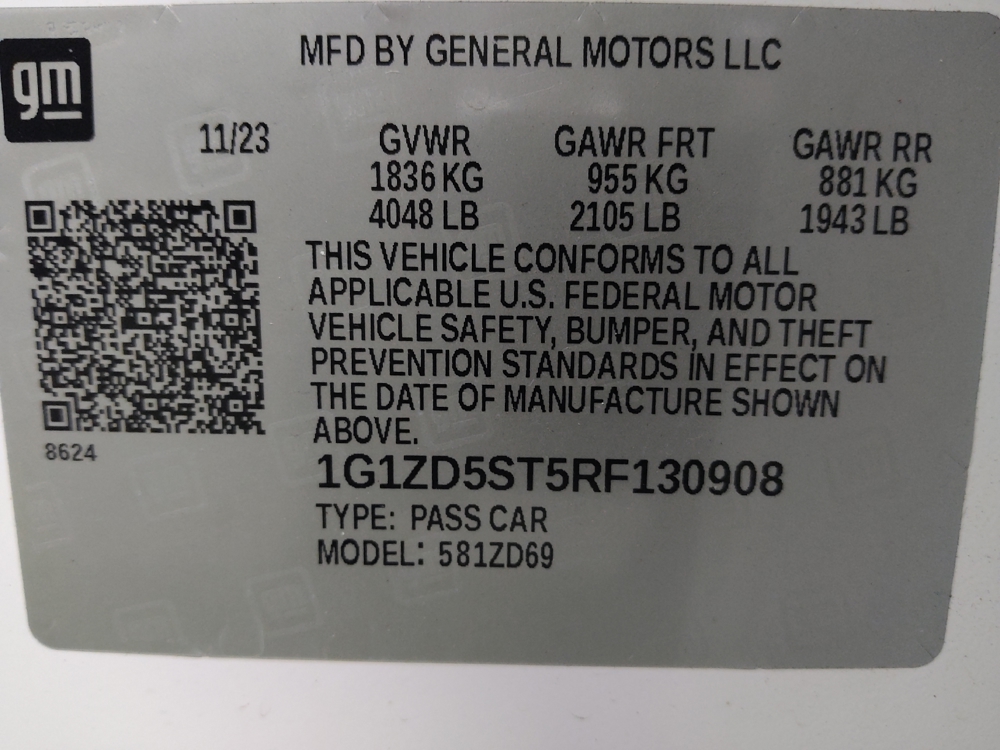 gm
MFD BY GENERAL MOTORS LLC
11/23 GVWR GAWR FRT GAWR RR
1836 KG 955 KG 881 KG
4048 LB 2105 LB 1943 LB
THIS VEHICLE CONFORMS TO ALL
APPLICABLE U.S. FEDERAL MOTOR
VEHICLE SAFETY, BUMPER, AND THEFT
PREVENTION STANDARDS IN EFFECT ON
THE DATE OF MANUFACTURE SHOWN
ABOVE.
8624
1G1ZD5ST5RF130908
TYPE: PASS CAR
MODEL: 581ZD69